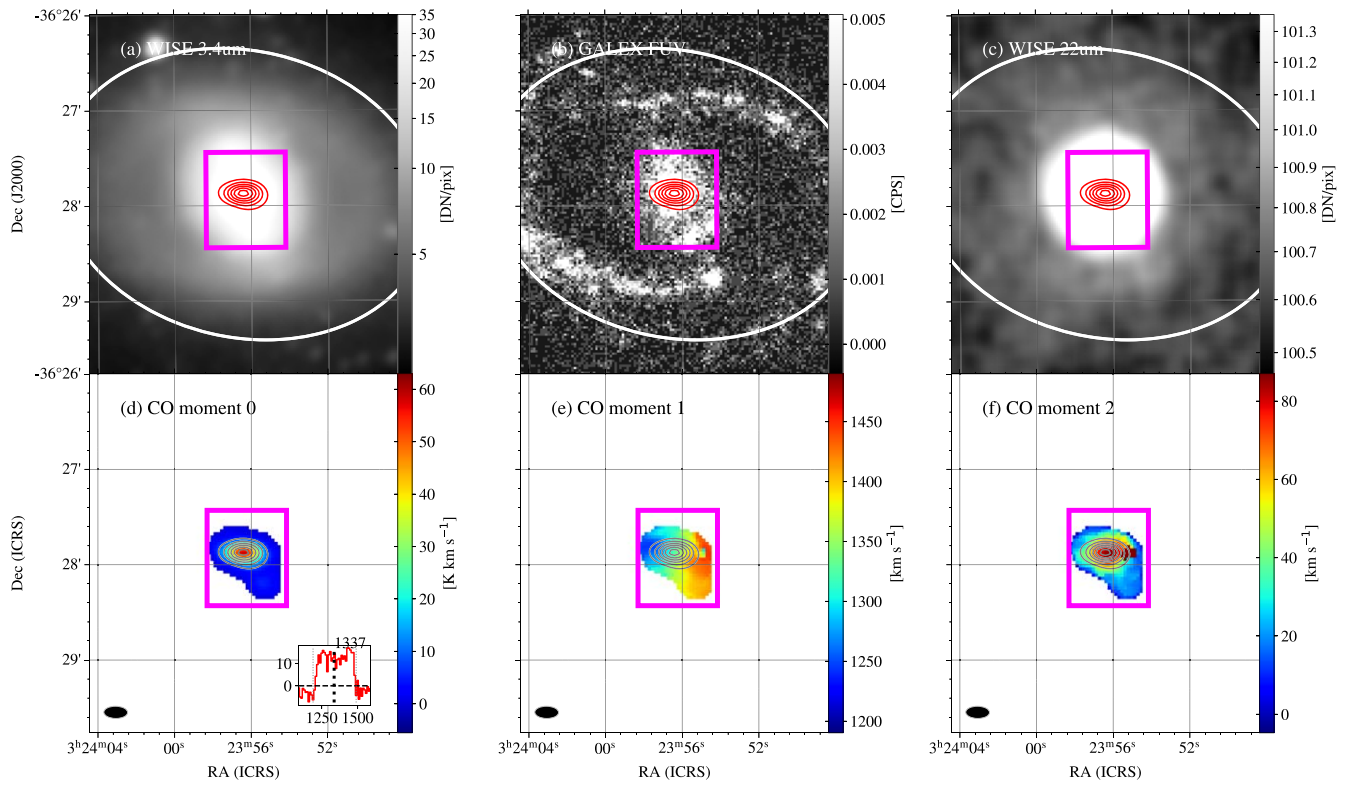 (a) WISE 3.4um
(b) GALEX FUV
(c) WISE 22um
-36°26'
27'
28'
29'
Dec (J2000)
35
30
25
20
15
10
5
[DN/pix]
0.005
0.004
0.003
0.002
0.001
0.000
[CPS]
101.3
101.2
101.1
101.0
100.9
100.8
100.7
100.6
100.5
[DN/pix]
(d) CO moment 0
(e) CO moment 1
(f) CO moment 2
-36°26'
27'
28'
29'
Dec (ICRS)
60
50
40
30
20
10
0
[K km s⁻¹]
1337
10
0
1250 1500
1450
1400
1350
1300
1250
1200
[km s⁻¹]
80
60
40
20
0
[km s⁻¹]
3ʰ24ᵐ04ˢ 00ˢ 23ᵐ56ˢ 52ˢ
RA (ICRS)
3ʰ24ᵐ04ˢ 00ˢ 23ᵐ56ˢ 52ˢ
RA (ICRS)
3ʰ24ᵐ04ˢ 00ˢ 23ᵐ56ˢ 52ˢ
RA (ICRS)